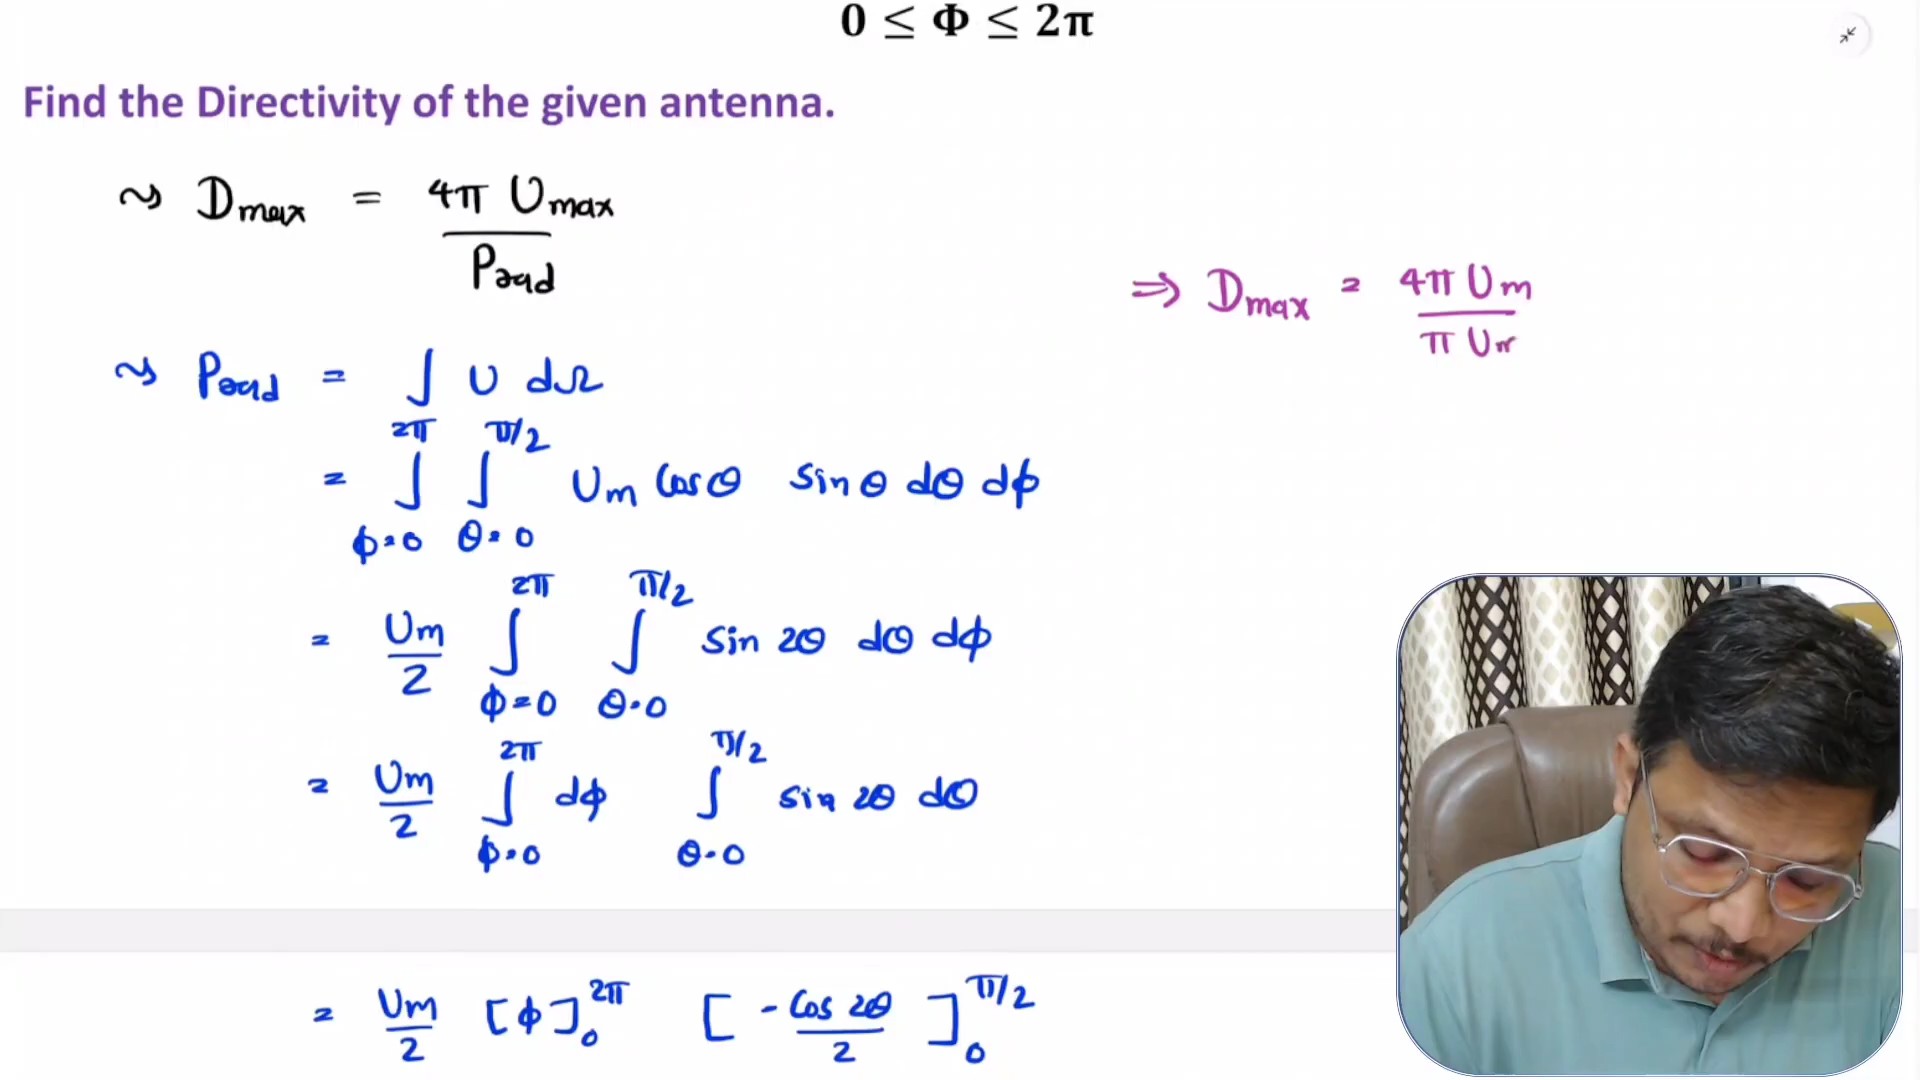 0 ≤ Φ ≤ 2π
Find the Directivity of the given antenna.
~ Dmax = 4π Umax / Prad
⇒ Dmax = 4π Um / π Um
~ Prad = ∫ U dΩ
= ∫_{ϕ=0}^{2π} ∫_{θ=0}^{π/2} Um Cosθ Sinθ dθ dϕ
= Um/2 ∫_{ϕ=0}^{2π} ∫_{θ=0}^{π/2} Sin 2θ dθ dϕ
= Um/2 ∫_{ϕ=0}^{2π} dϕ ∫_{θ=0}^{π/2} sin 2θ dθ
= Um/2 [ϕ]_0^{2π} [-Cos 2θ / 2]_0^{π/2}